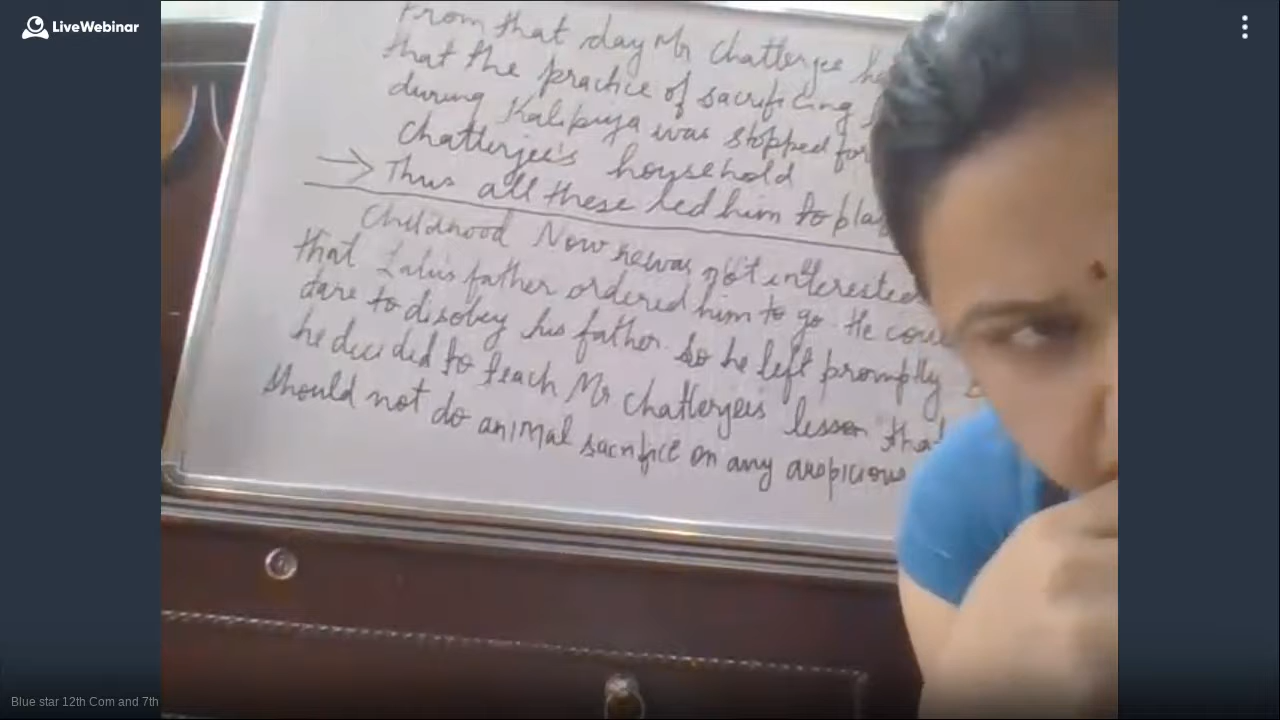 LiveWebinar
From that day Mr Chatterjee he
that the practice of sacrificing
during Kalipuja was stopped for
Chatterjee's household
→ Thus all these led him to pla
Childhood Now he was not interested
that Lalu's father ordered him to go. He cou
dare to disobey his father. So he left promptly
he decided to teach Mr Chatterjee's lesson that
should not do animal sacrifice on any auspicious
Blue star 12th Com and 7th